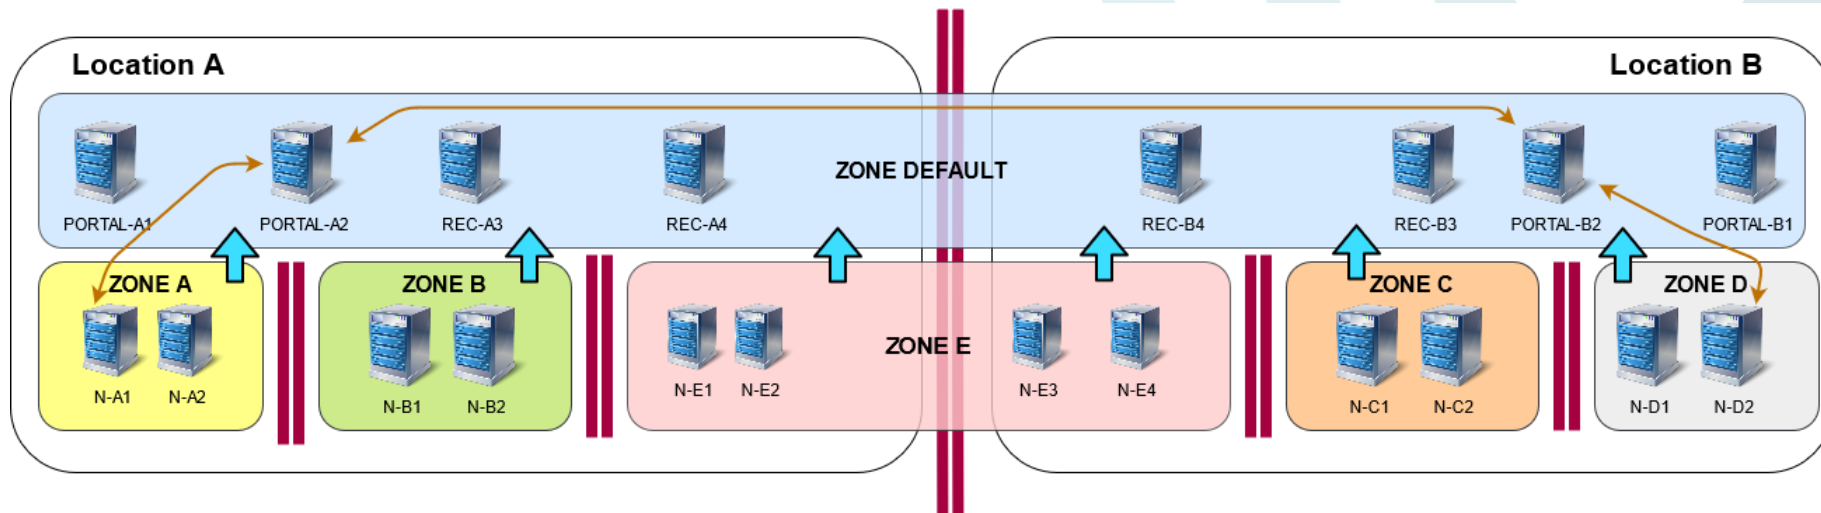 Location A
Location B
PORTAL-A1
PORTAL-A2
REC-A3
REC-A4
ZONE DEFAULT
REC-B4
REC-B3
PORTAL-B2
PORTAL-B1
ZONE A
N-A1
N-A2
ZONE B
N-B1
N-B2
ZONE E
N-E1
N-E2
N-E3
N-E4
ZONE C
N-C1
N-C2
ZONE D
N-D1
N-D2